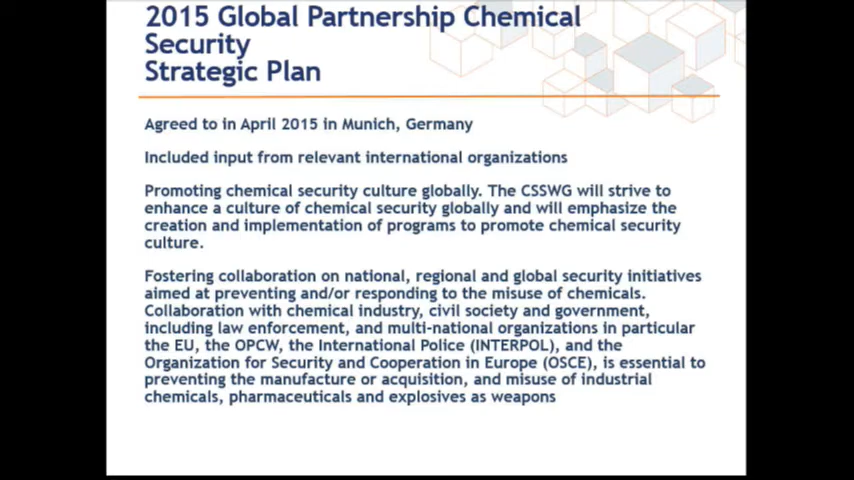 2015 Global Partnership Chemical
Security
Strategic Plan
Agreed to in April 2015 in Munich, Germany
Included input from relevant international organizations
Promoting chemical security culture globally. The CSSWG will strive to
enhance a culture of chemical security globally and will emphasize the
creation and implementation of programs to promote chemical security
culture.
Fostering collaboration on national, regional and global security initiatives
aimed at preventing and/or responding to the misuse of chemicals.
Collaboration with chemical industry, civil society and government,
including law enforcement, and multi-national organizations in particular
the EU, the OPCW, the International Police (INTERPOL), and the
Organization for Security and Cooperation in Europe (OSCE), is essential to
preventing the manufacture or acquisition, and misuse of industrial
chemicals, pharmaceuticals and explosives as weapons